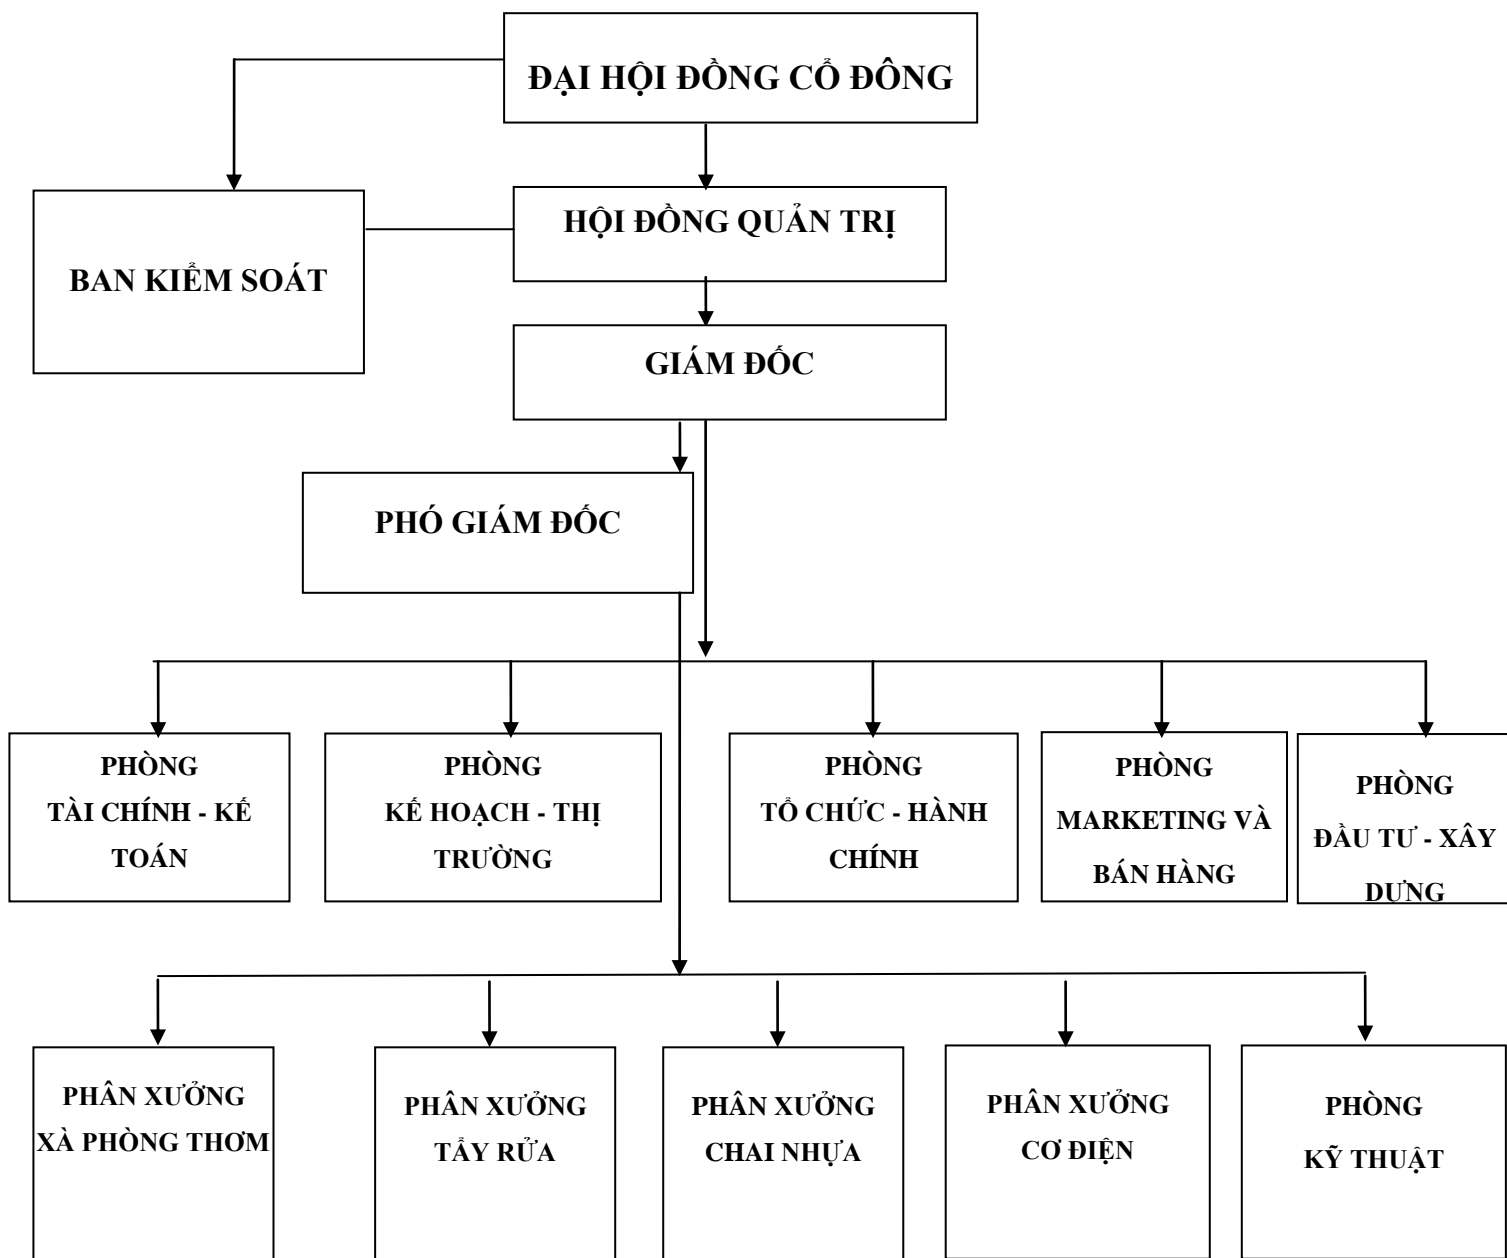 ĐẠI HỘI ĐỒNG CỔ ĐÔNG
HỘI ĐỒNG QUẢN TRỊ
BAN KIỂM SOÁT
GIÁM ĐỐC
PHÓ GIÁM ĐỐC
PHÒNG
TÀI CHÍNH - KẾ
TOÁN
PHÒNG
KẾ HOẠCH - THỊ
TRƯỜNG
PHÒNG
TỔ CHỨC - HÀNH
CHÍNH
PHÒNG
MARKETING VÀ
BÁN HÀNG
PHÒNG
ĐẦU TƯ - XÂY
DƯNG
PHÂN XƯỞNG
XÀ PHÒNG THƠM
PHÂN XƯỞNG
TẨY RỬA
PHÂN XƯỞNG
CHAI NHỰA
PHÂN XƯỞNG
CƠ ĐIỆN
PHÒNG
KỸ THUẬT